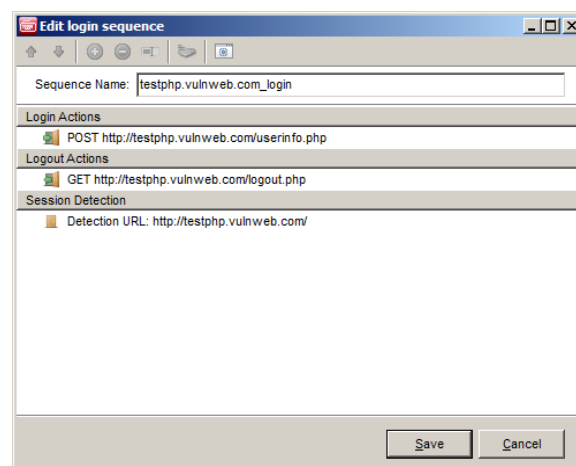 Edit login sequence
Sequence Name: testphp.vulnweb.com_login
Login Actions
POST http://testphp.vulnweb.com/userinfo.php
Logout Actions
GET http://testphp.vulnweb.com/logout.php
Session Detection
Detection URL: http://testphp.vulnweb.com/
Save Cancel